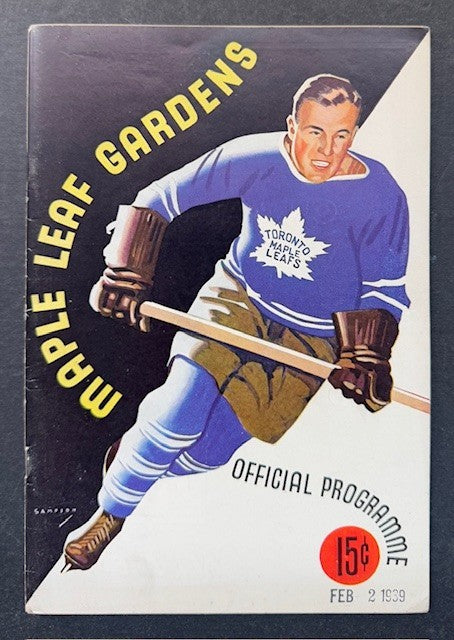 MAPLE LEAF GARDENS
TORONTO
MAPLE
LEAFS
OFFICIAL PROGRAMME
15¢
FEB 2 1939
SAMPSON